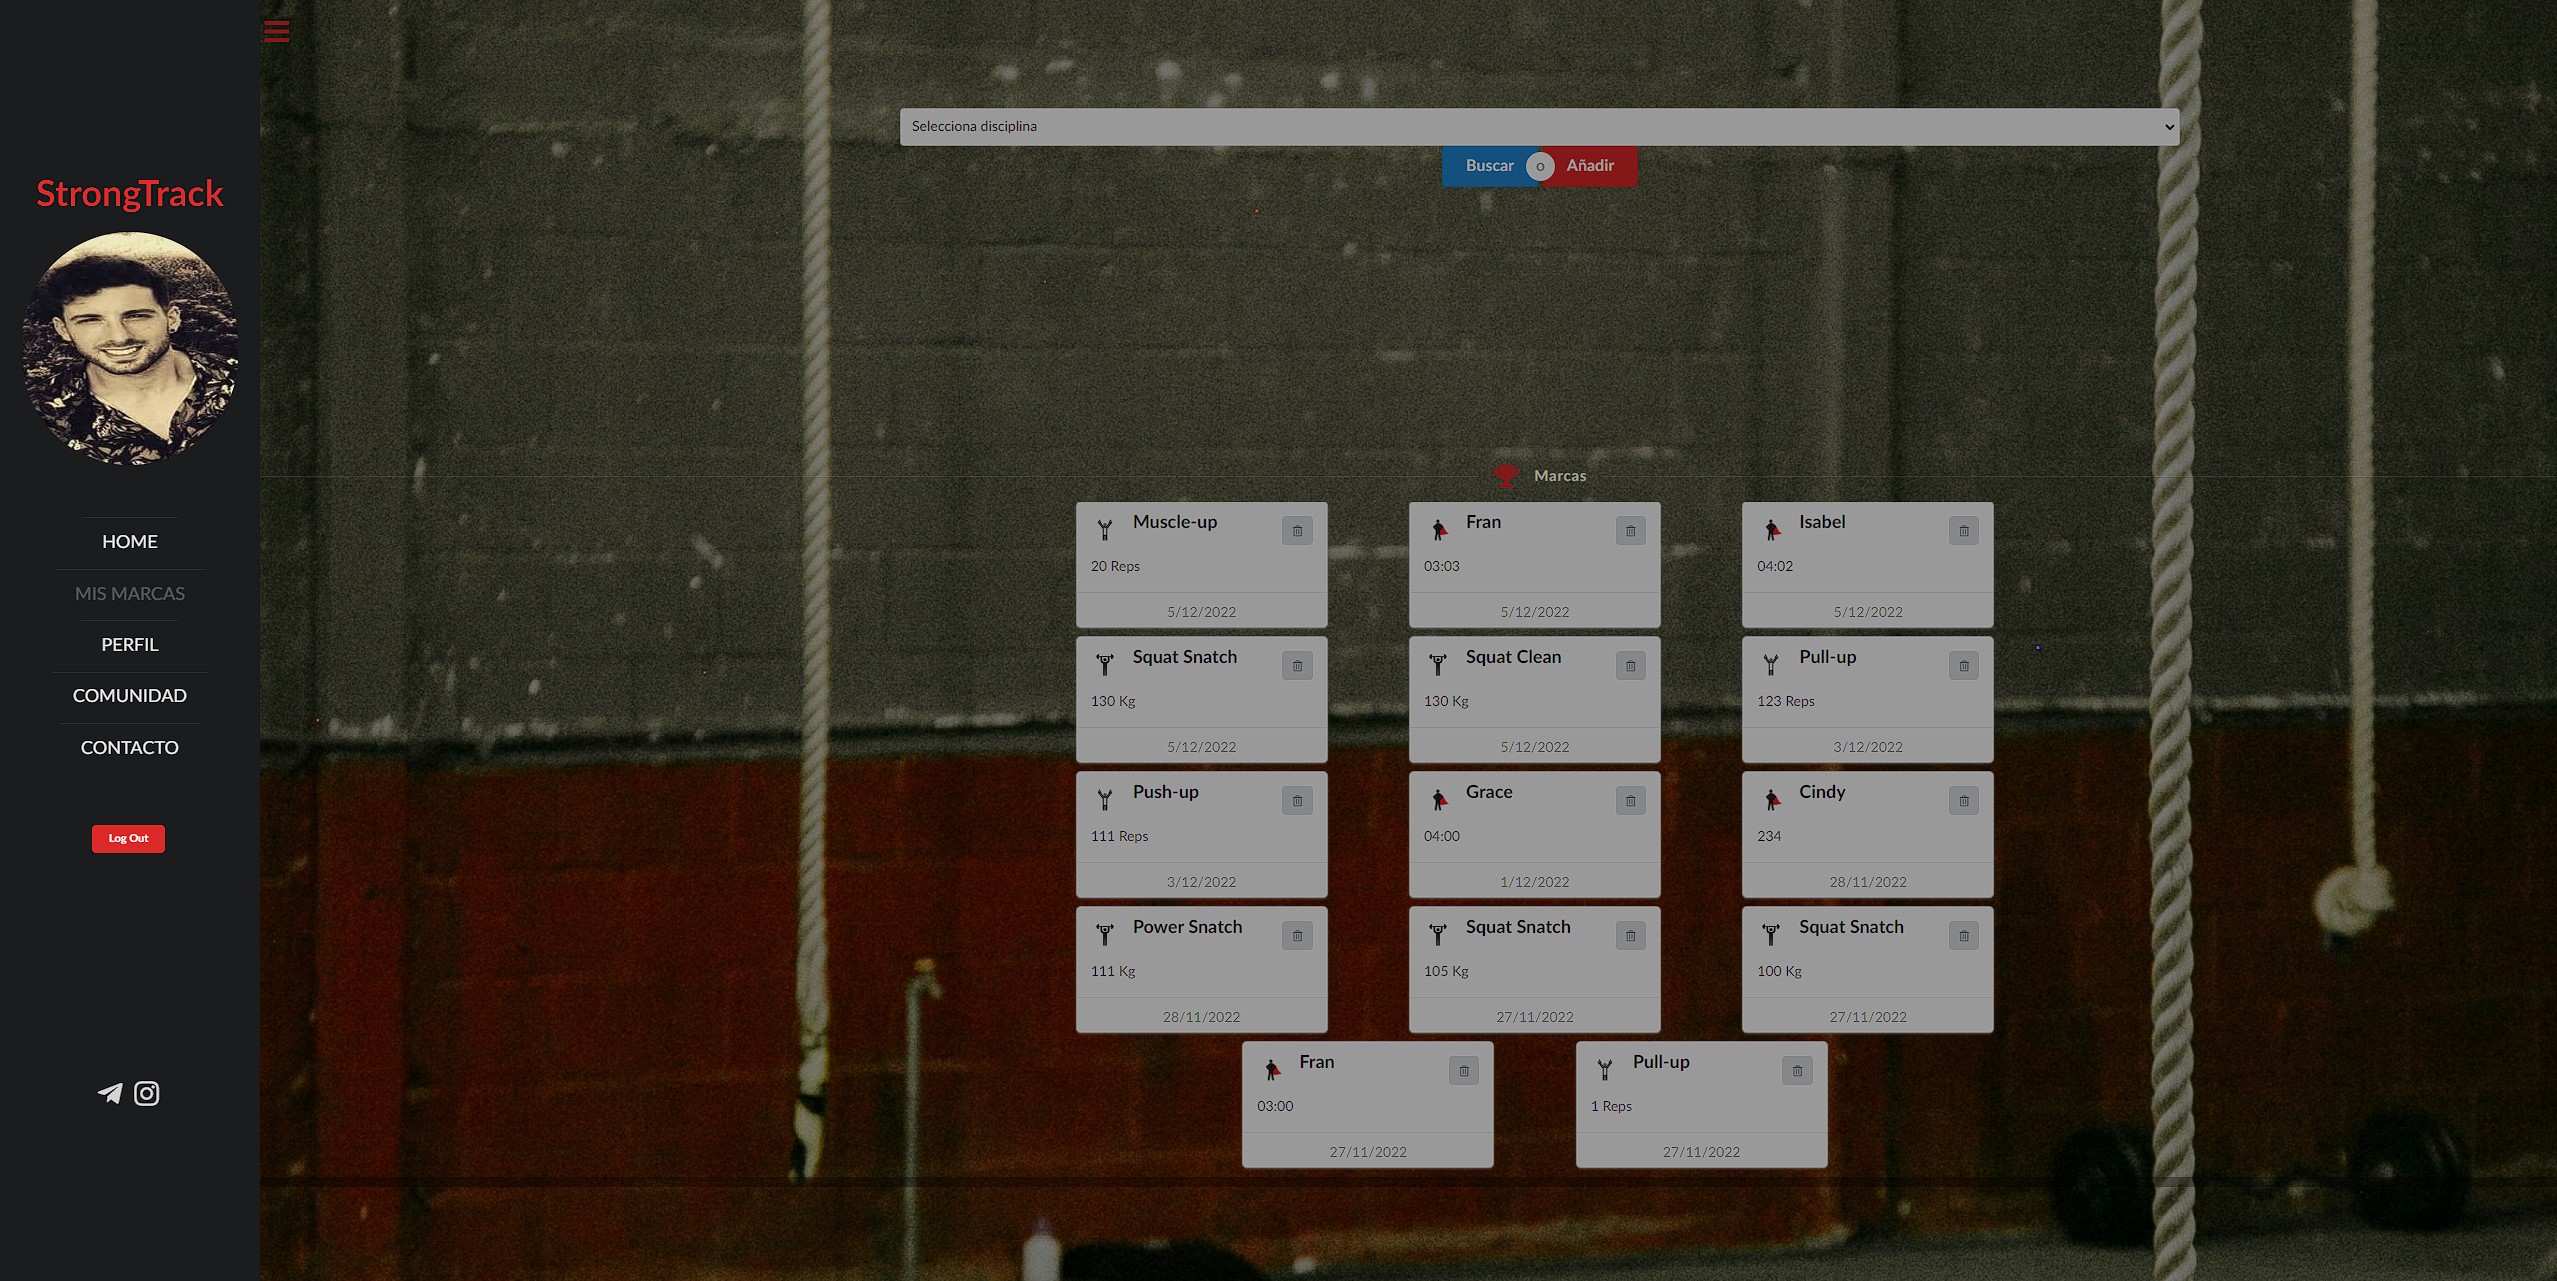 StrongTrack
HOME
MIS MARCAS
PERFIL
COMUNIDAD
CONTACTO
Log Out
Selecciona disciplina
Buscar o Añadir
Marcas
Muscle-up
20 Reps
5/12/2022
Fran
03:03
5/12/2022
Isabel
04:02
5/12/2022
Squat Snatch
130 Kg
5/12/2022
Squat Clean
130 Kg
5/12/2022
Pull-up
123 Reps
3/12/2022
Push-up
111 Reps
3/12/2022
Grace
04:00
1/12/2022
Cindy
234
28/11/2022
Power Snatch
111 Kg
28/11/2022
Squat Snatch
105 Kg
27/11/2022
Squat Snatch
100 Kg
27/11/2022
Fran
03:00
27/11/2022
Pull-up
1 Reps
27/11/2022